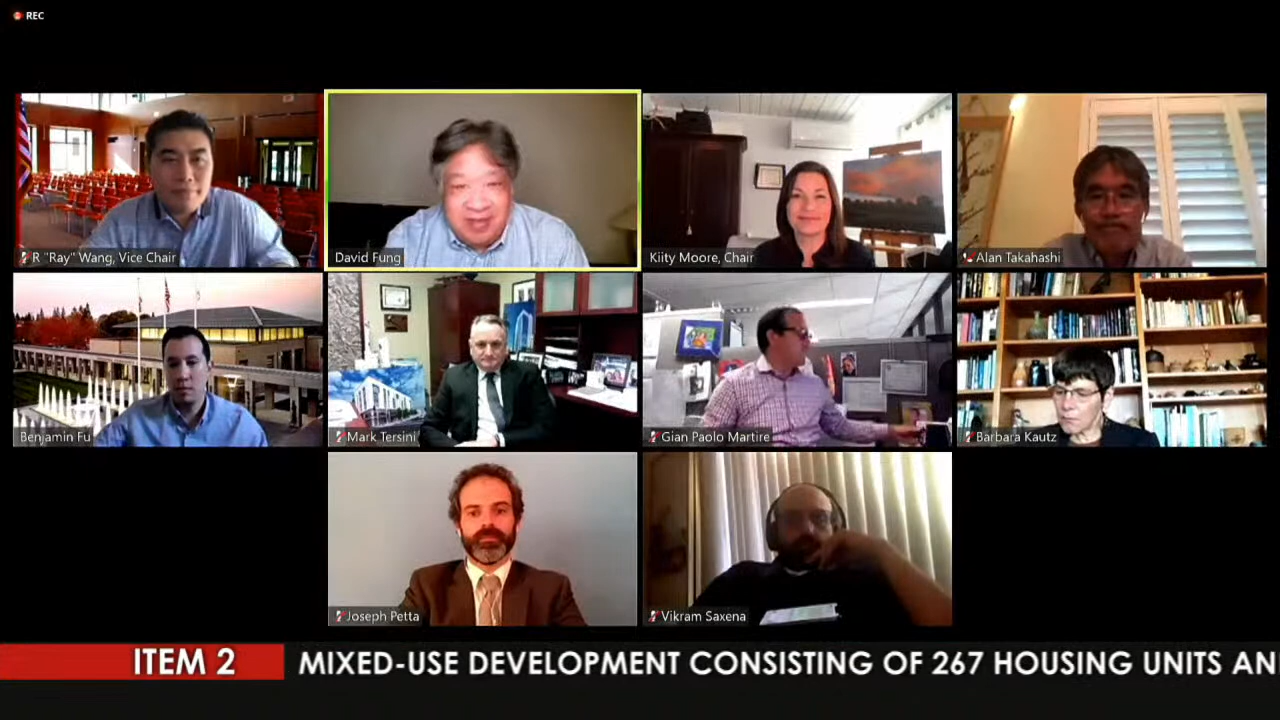 REC
R "Ray" Wang, Vice Chair
David Fung
Kiity Moore, Chair
Alan Takahashi
Benjamin Fu
Mark Tersini
Gian Paolo Martire
Barbara Kautz
Joseph Petta
Vikram Saxena
ITEM 2
MIXED-USE DEVELOPMENT CONSISTING OF 267 HOUSING UNITS AN